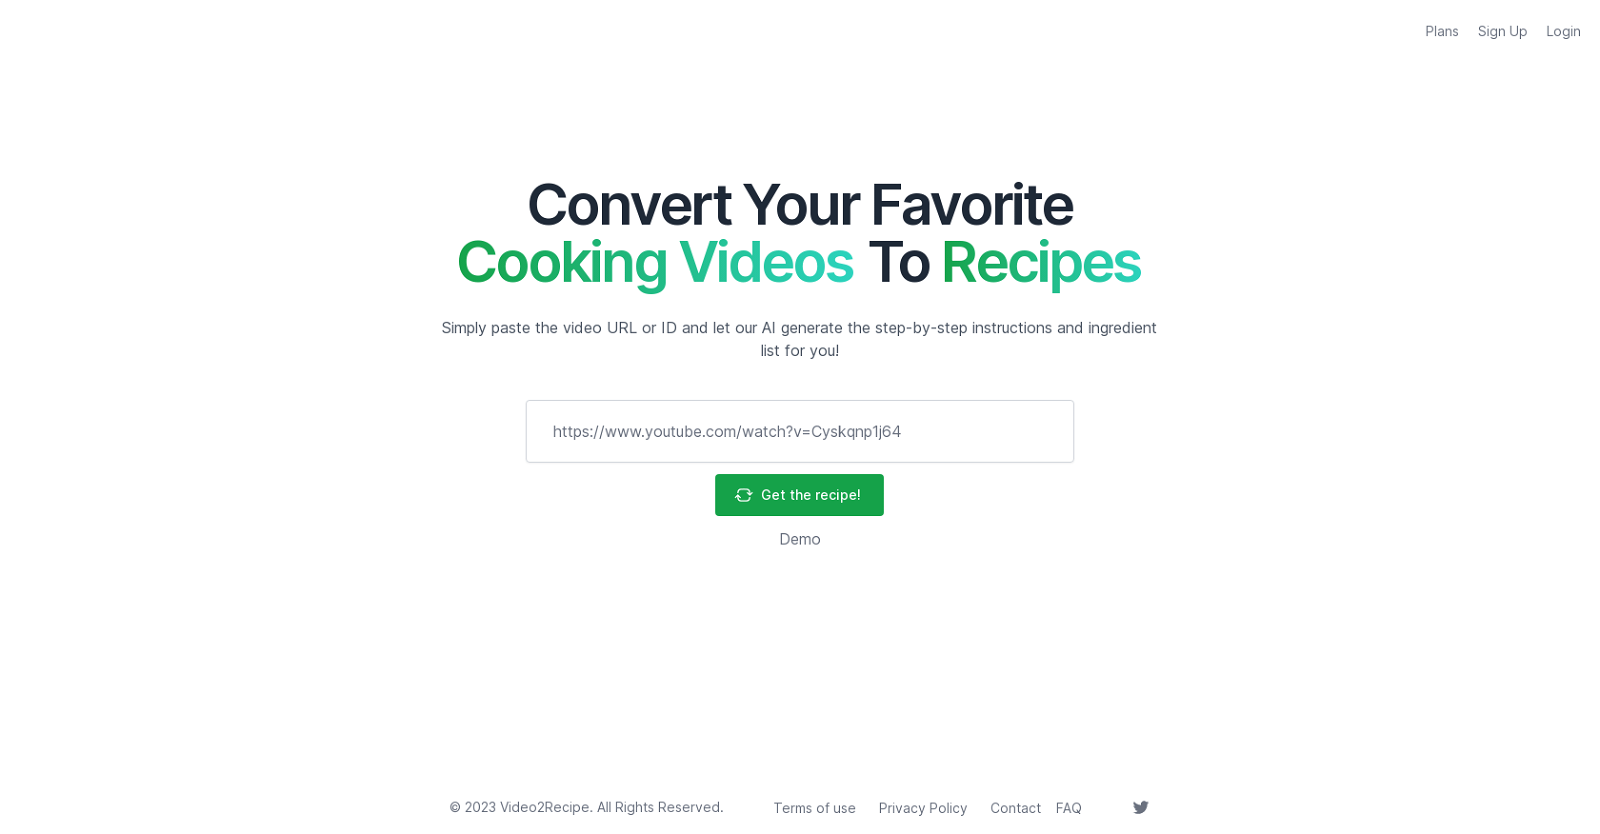 Plans Sign Up Login
Convert Your Favorite
Cooking Videos To Recipes
Simply paste the video URL or ID and let our AI generate the step-by-step instructions and ingredient
list for you!
https://www.youtube.com/watch?v=Cyskqnp1j64
Get the recipe!
Demo
© 2023 Video2Recipe. All Rights Reserved. Terms of use Privacy Policy Contact FAQ